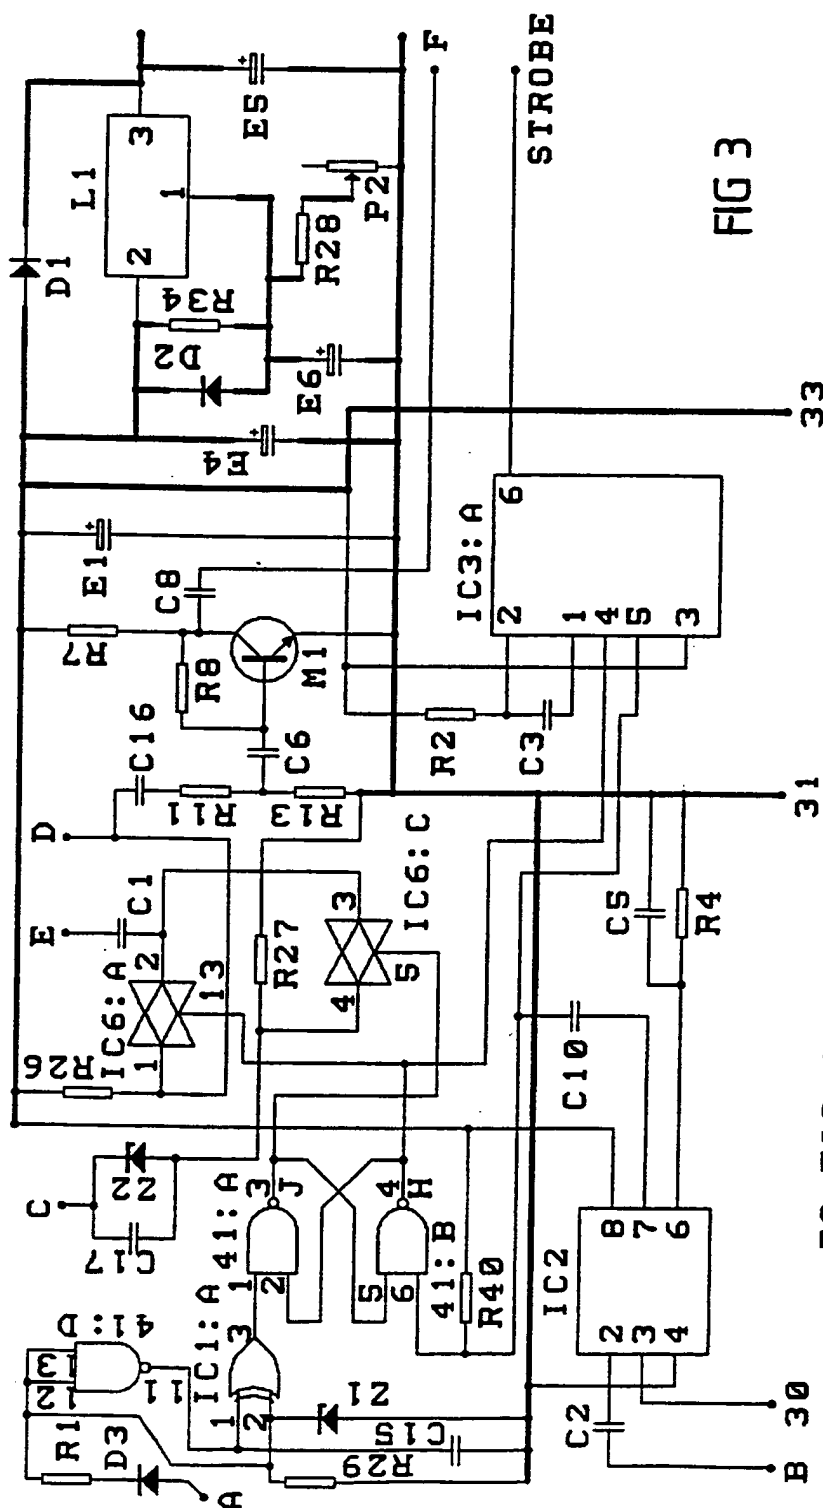 A
R1
D3
12
13
11
41:D
C
C17
Z2
R26
IC6:A
1
2
13
E
C1
D
C16
R11
R13
C6
R8
R7
C8
M1
E1
E4
D2
R34
E6
D1
L1
2
3
1
R28
P2
E5
F
STROBE
IC1:A
1
2
3
Z1
C15
R29
41:A
1
2
3
J
41:B
5
6
4
H
R40
R27
4
3
5
IC6:C
R2
C3
IC3:A
2
1
4
5
3
6
IC2
2
3
4
8
7
6
C2
B
30
C10
C5
R4
31
33
FIG 3